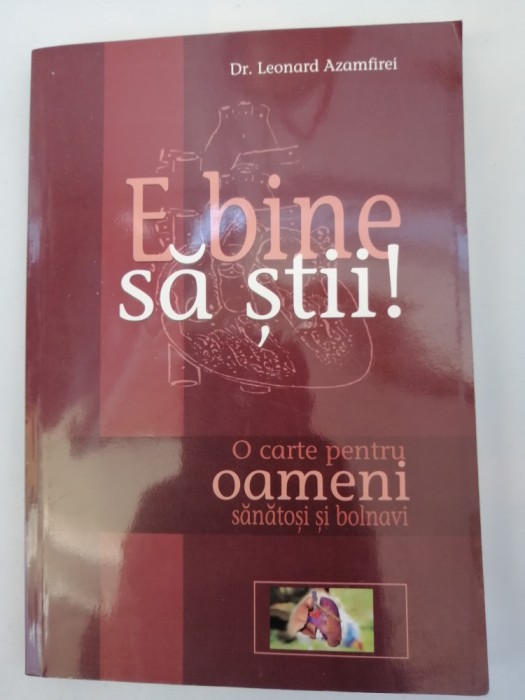 Dr. Leonard Azamfirei
E bine
să știi!
O carte pentru
oameni
sănătoși și bolnavi